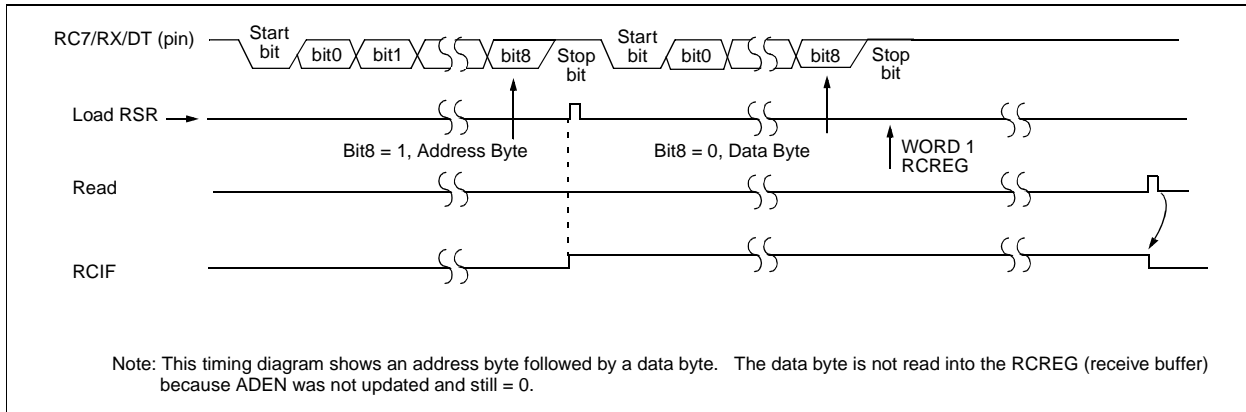 RC7/RX/DT (pin)
Start
bit
bit0
bit1
bit8
Stop
bit
Start
bit
bit0
bit8
Stop
bit
Load RSR
Bit8 = 1, Address Byte
Bit8 = 0, Data Byte
WORD 1
RCREG
Read
RCIF
Note: This timing diagram shows an address byte followed by a data byte. The data byte is not read into the RCREG (receive buffer)
because ADEN was not updated and still = 0.